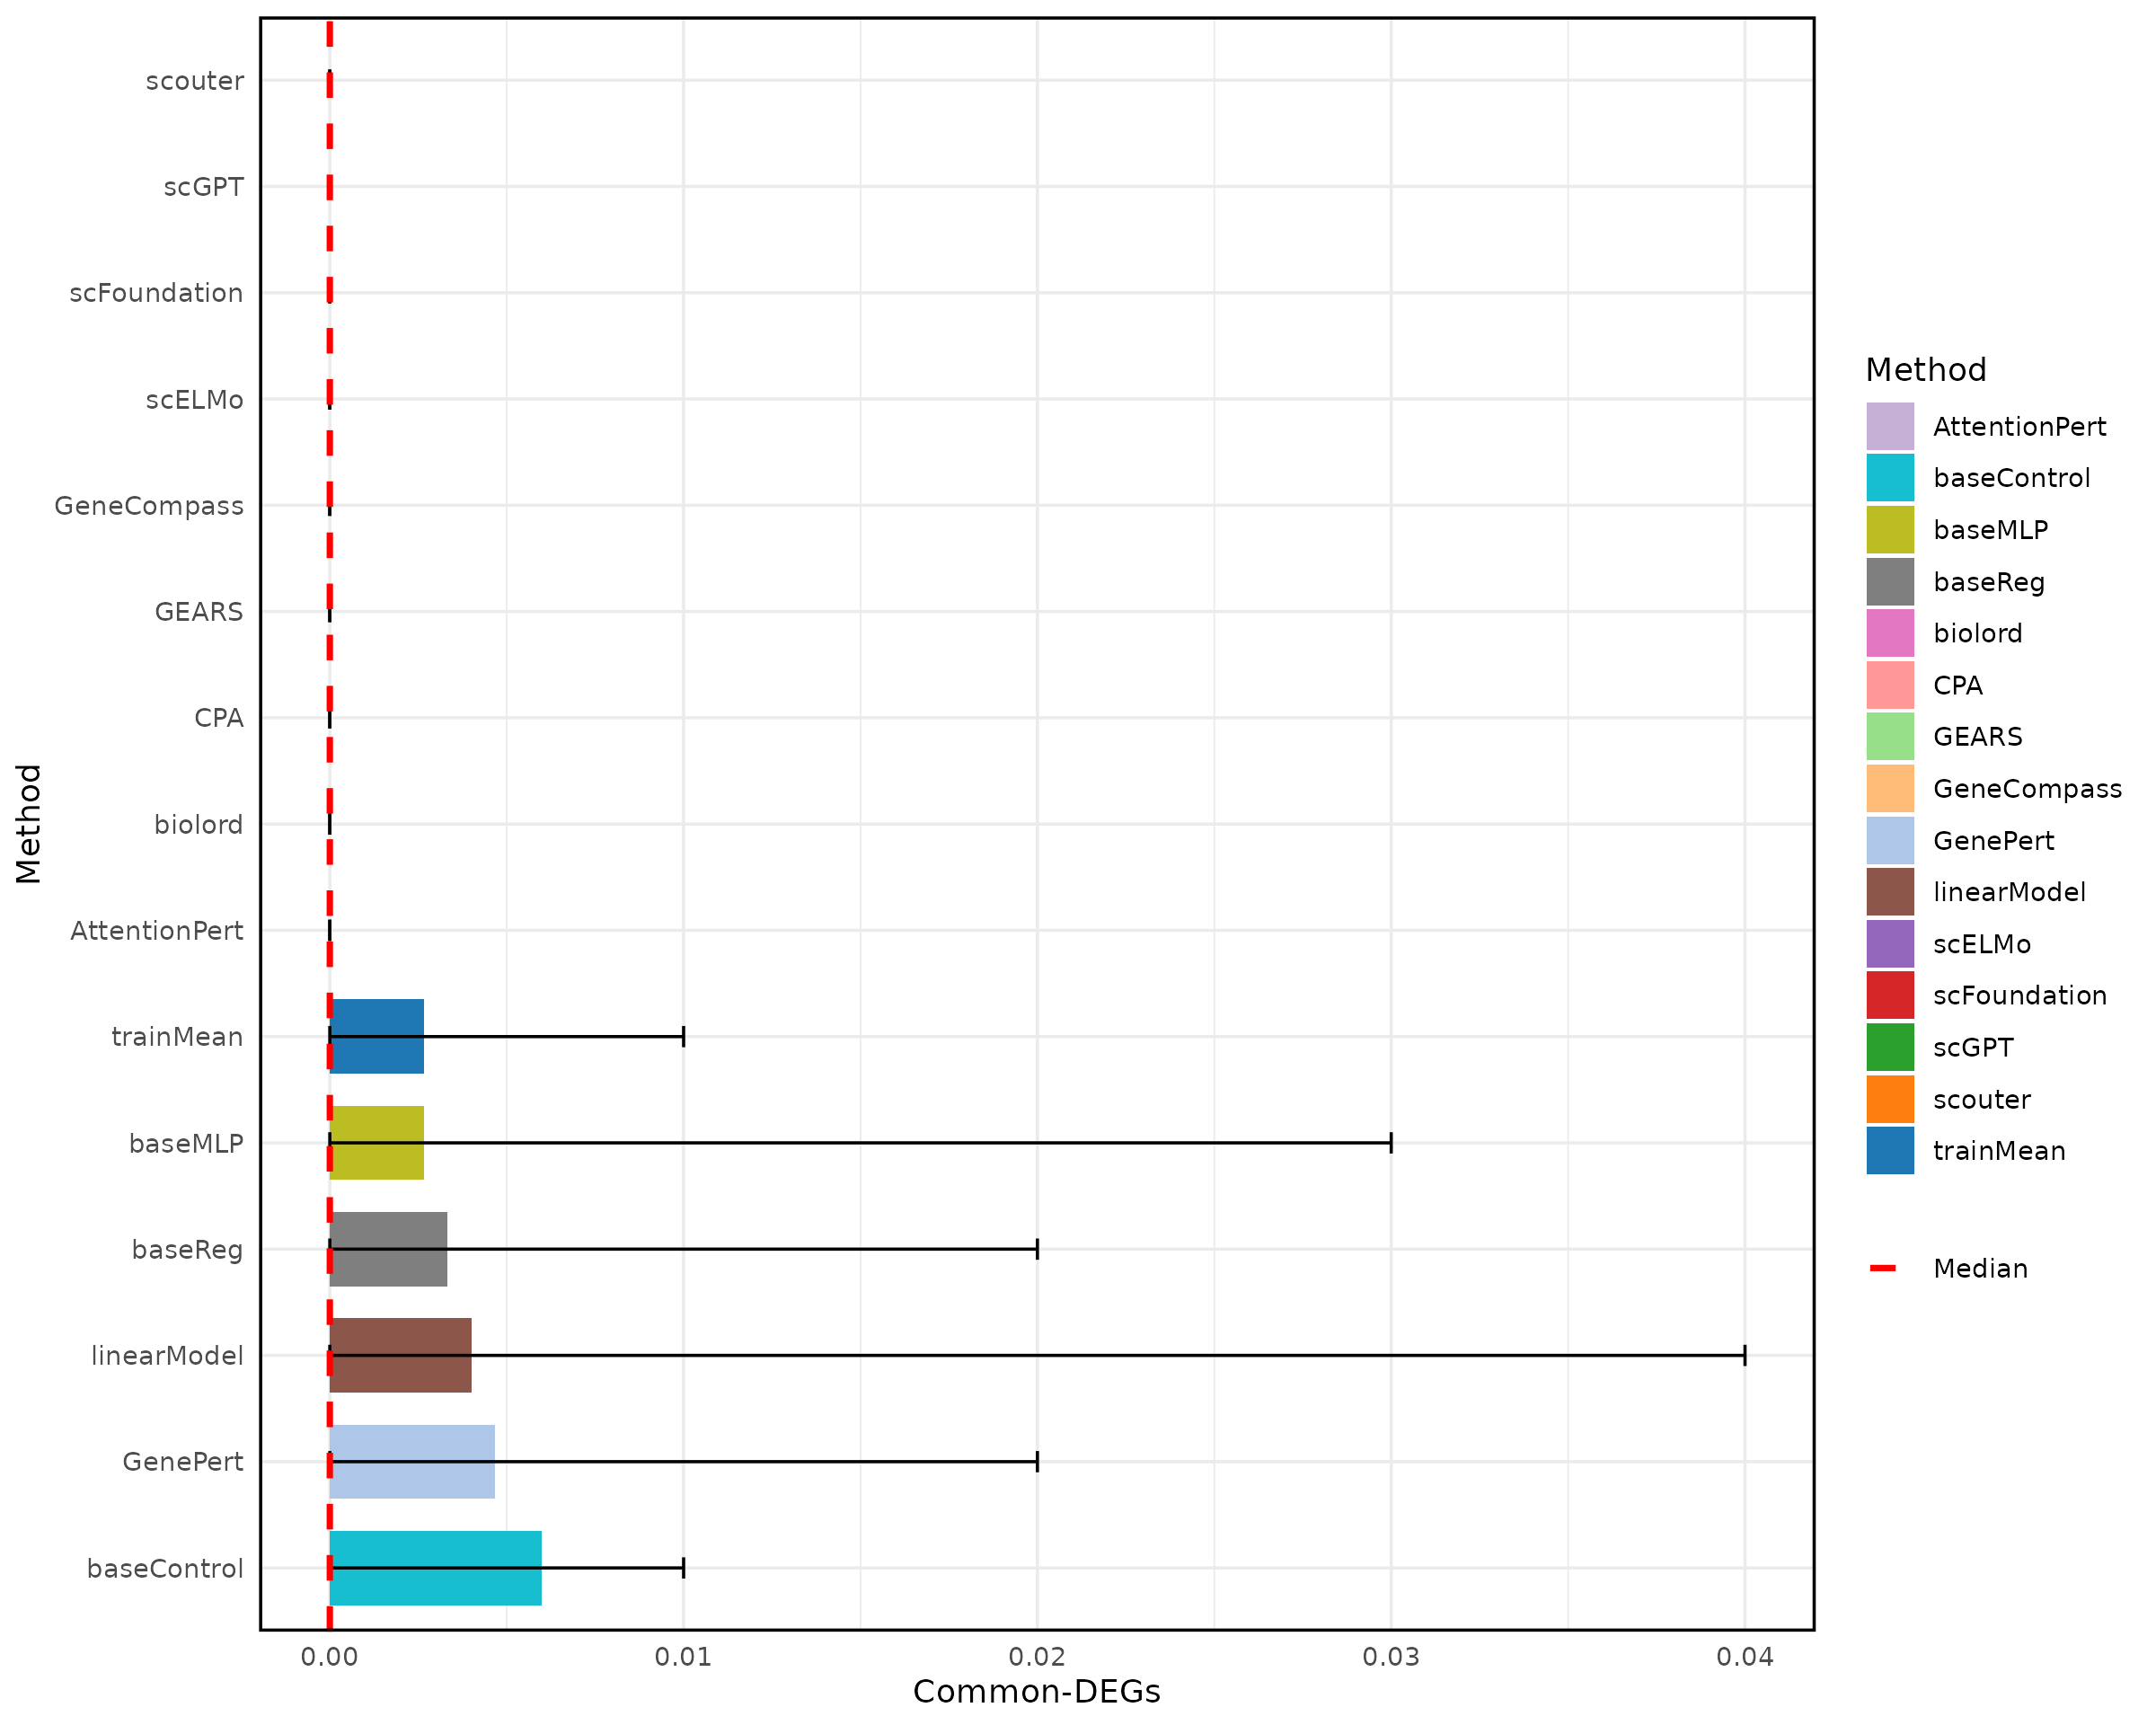 Method
scouter
scGPT
scFoundation
scELMo
GeneCompass
GEARS
CPA
biolord
AttentionPert
trainMean
baseMLP
baseReg
linearModel
GenePert
baseControl
0.00 0.01 0.02 0.03 0.04
Common-DEGs
Method
AttentionPert
baseControl
baseMLP
baseReg
biolord
CPA
GEARS
GeneCompass
GenePert
linearModel
scELMo
scFoundation
scGPT
scouter
trainMean
Median